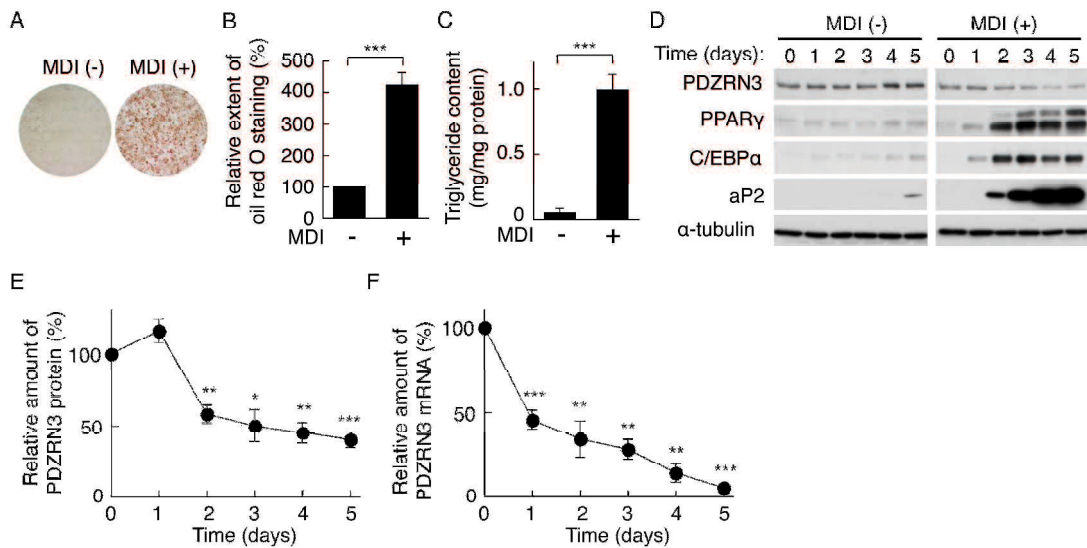 A
MDI (-) MDI (+)
B
Relative extent of
oil red O staining (%)
500
400
300
200
100
0
***
MDI - +
C
Triglyceride content
(mg/mg protein)
1.0
0.5
0
***
MDI - +
D
MDI (-) MDI (+)
Time (days): 0 1 2 3 4 5 0 1 2 3 4 5
PDZRN3
PPARγ
C/EBPα
aP2
α-tubulin
E
Relative amount of
PDZRN3 protein (%)
100
50
0
** * ** ***
0 1 2 3 4 5
Time (days)
F
Relative amount of
PDZRN3 mRNA (%)
100
50
0
*** ** ** ** ***
0 1 2 3 4 5
Time (days)